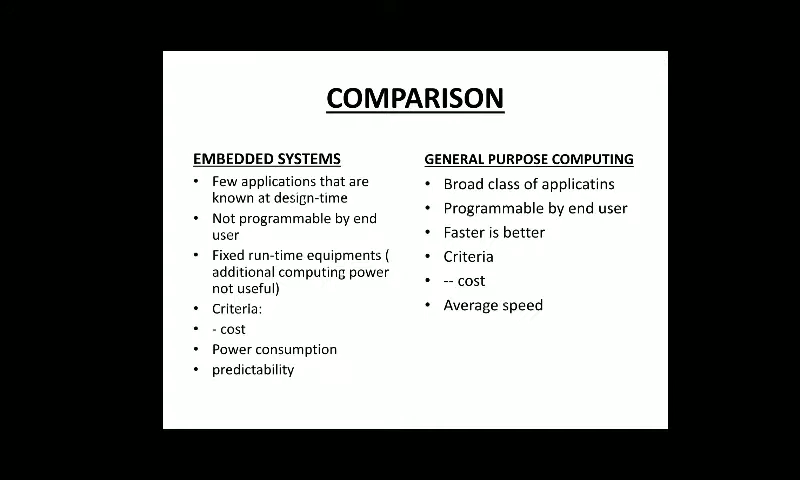 COMPARISON
EMBEDDED SYSTEMS
• Few applications that are
known at design-time
• Not programmable by end
user
• Fixed run-time equipments (
additional computing power
not useful)
• Criteria:
• - cost
• Power consumption
• predictability
GENERAL PURPOSE COMPUTING
• Broad class of applicatins
• Programmable by end user
• Faster is better
• Criteria
• -- cost
• Average speed